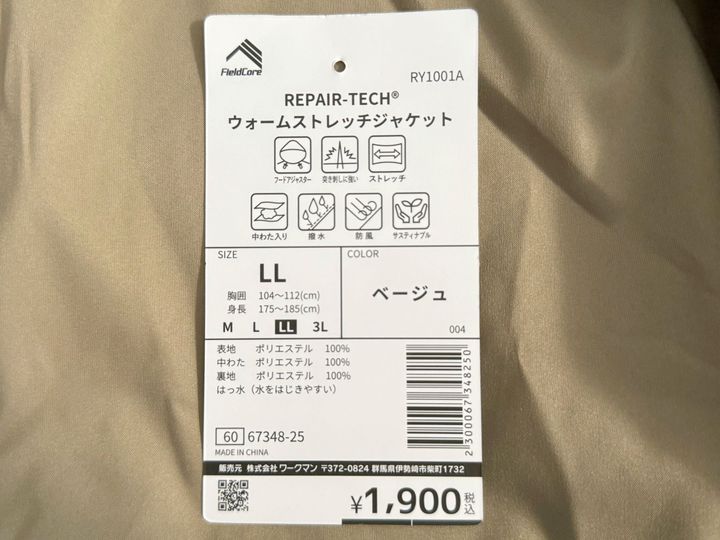 FieldCore
RY1001A
REPAIR-TECH®
ウォームストレッチジャケット
フードアジャスター 突き刺しに強い ストレッチ
中わた入り 撥水 防風 サスティナブル
SIZE
LL
胸囲 104〜112(cm)
身長 175〜185(cm)
M L LL 3L
COLOR
ベージュ
004
表地 ポリエステル 100%
中わた ポリエステル 100%
裏地 ポリエステル 100%
はっ水（水をはじきやすい）
2300067348250
60 67348-25
MADE IN CHINA
販売元 株式会社 ワークマン 〒372-0824 群馬県伊勢崎市柴町1732
¥1,900税込